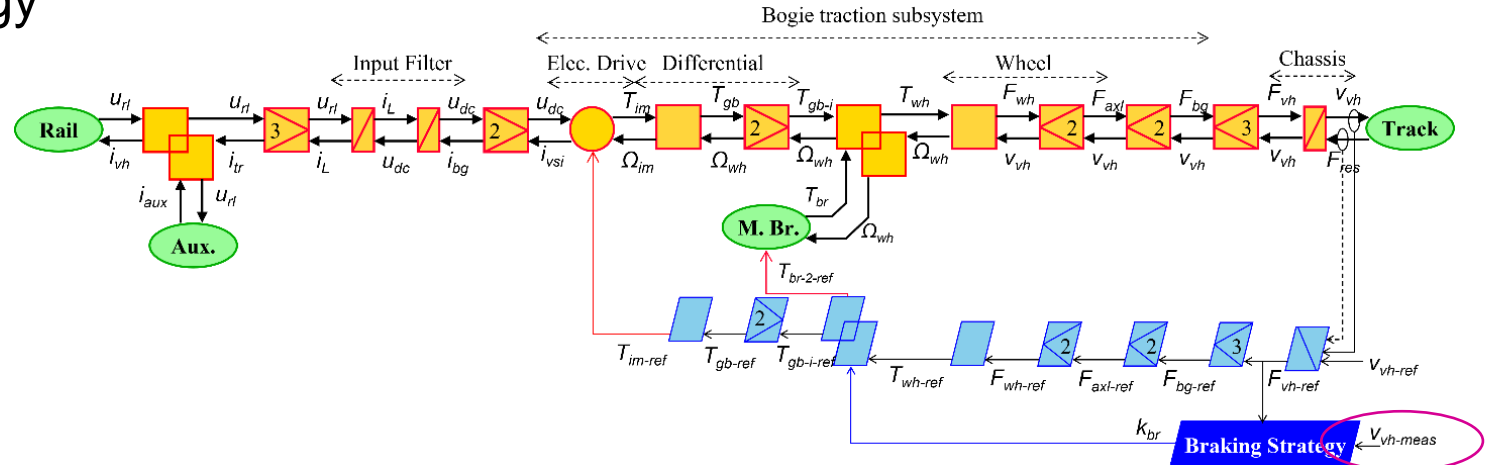 gy
Bogie traction subsystem
Input Filter Elec. Drive Differential Wheel Chassis
u_rl u_rl u_rl i_L u_dc u_dc T_im T_gb T_gb-i T_wh F_wh F_axl F_bg F_vh v_vh
Rail 3 2 2 2 2 3 Track
i_vh i_tr i_L u_dc i_bg i_vsi Ω_im Ω_wh Ω_wh Ω_wh v_vh v_vh v_vh v_vh F_res
i_aux u_rl T_br
M. Br. Ω_wh
Aux.
T_br-2-ref
2 2 2 3
T_im-ref T_gb-ref T_gb-i-ref T_wh-ref F_wh-ref F_axl-ref F_bg-ref F_vh-ref v_vh-ref
k_br Braking Strategy v_vh-meas